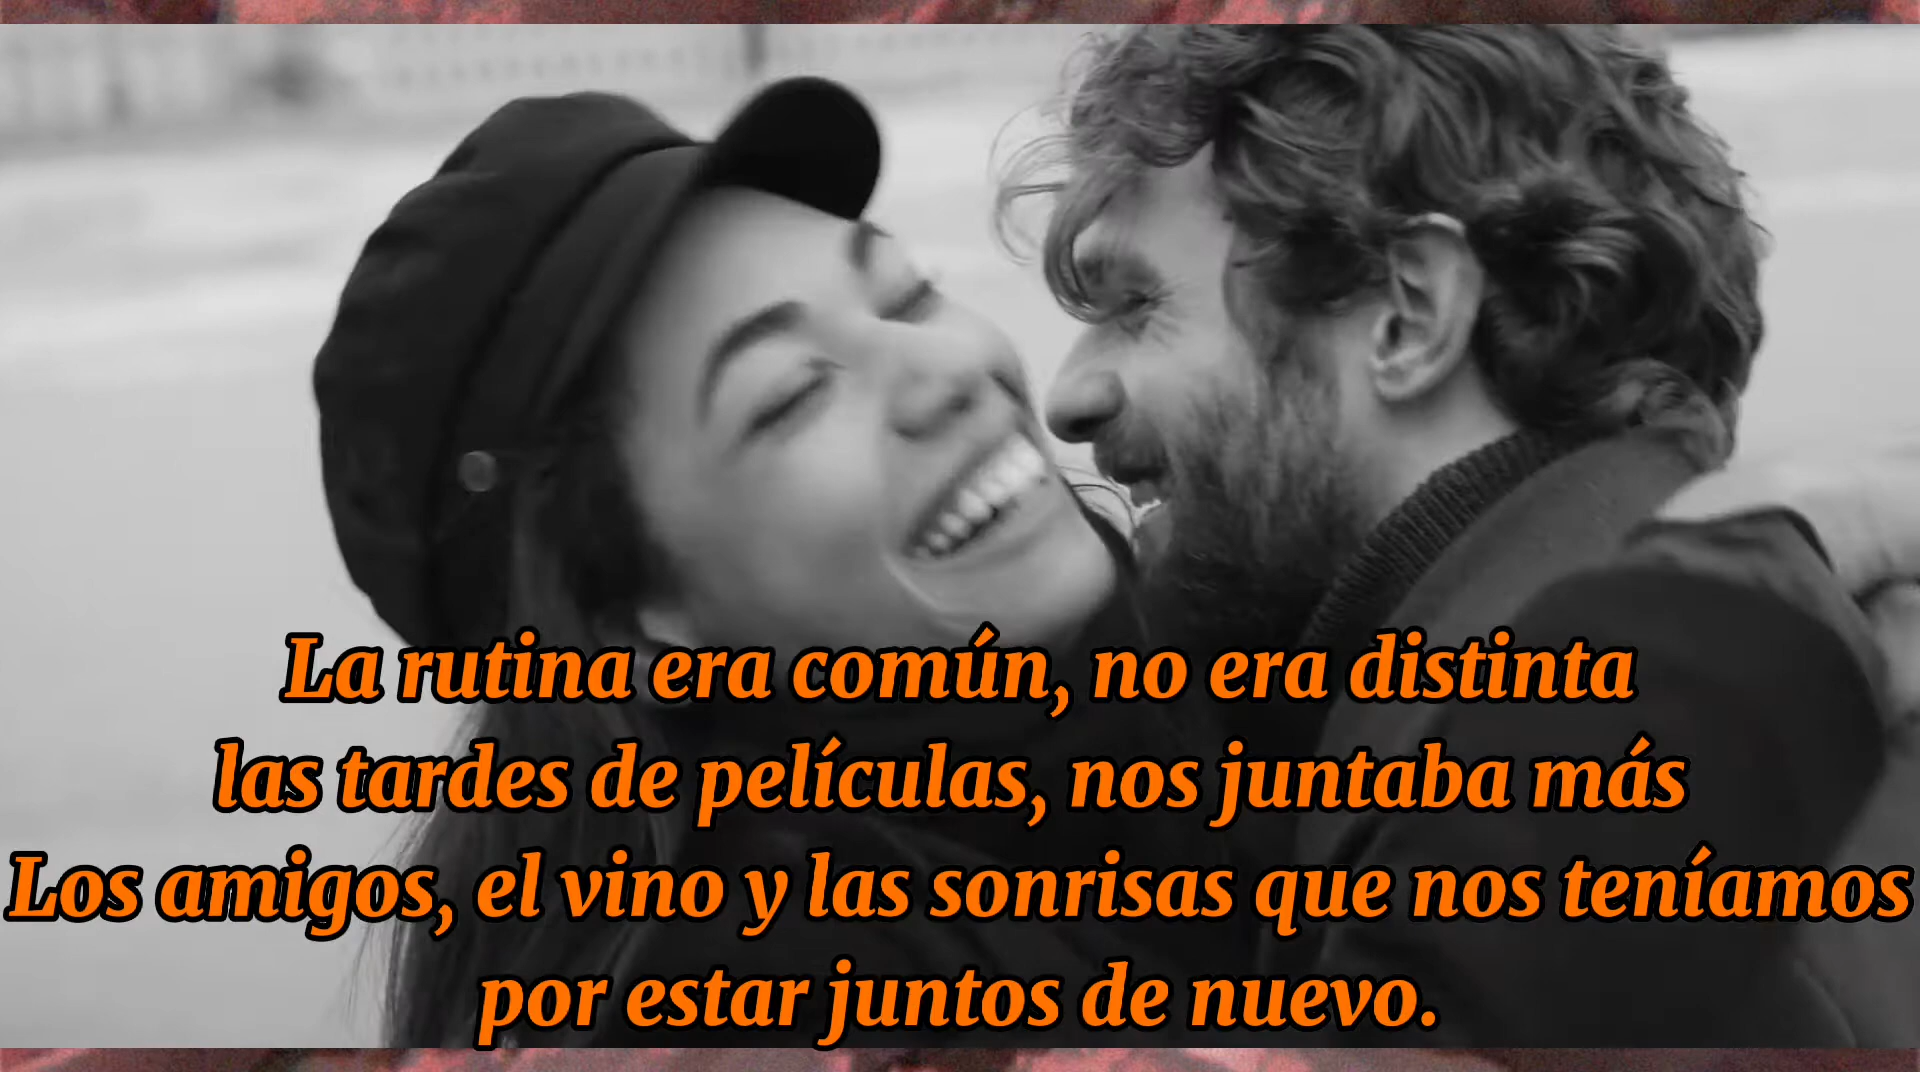 La rutina era común, no era distinta
las tardes de películas, nos juntaba más
Los amigos, el vino y las sonrisas que nos teníamos
por estar juntos de nuevo.